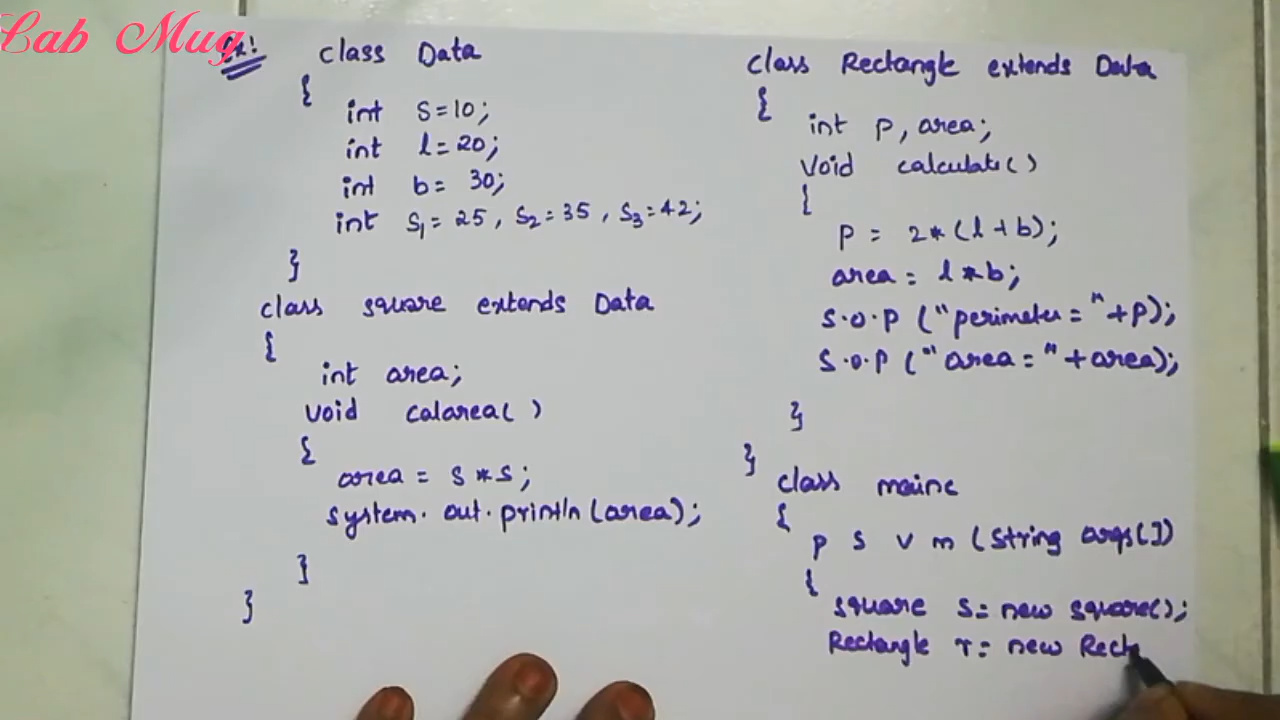 Lab Mug
Ex!
class Data
{
int s=10;
int l=20;
int b= 30;
int S1= 25, S2=35, S3=42;
}
class square extends Data
{
int area;
void calarea( )
{
area = s*s;
system. out. println (area);
}
}
class Rectangle extends Data
{
int p, area;
void calculate( )
{
p = 2*(l+b);
area = l*b;
S.O.P ("perimeter = "+p);
S.O.P (" area = "+area);
}
}
class mainc
{
p s v m (String args[])
{
square s= new square();
Rectangle r= new Rect